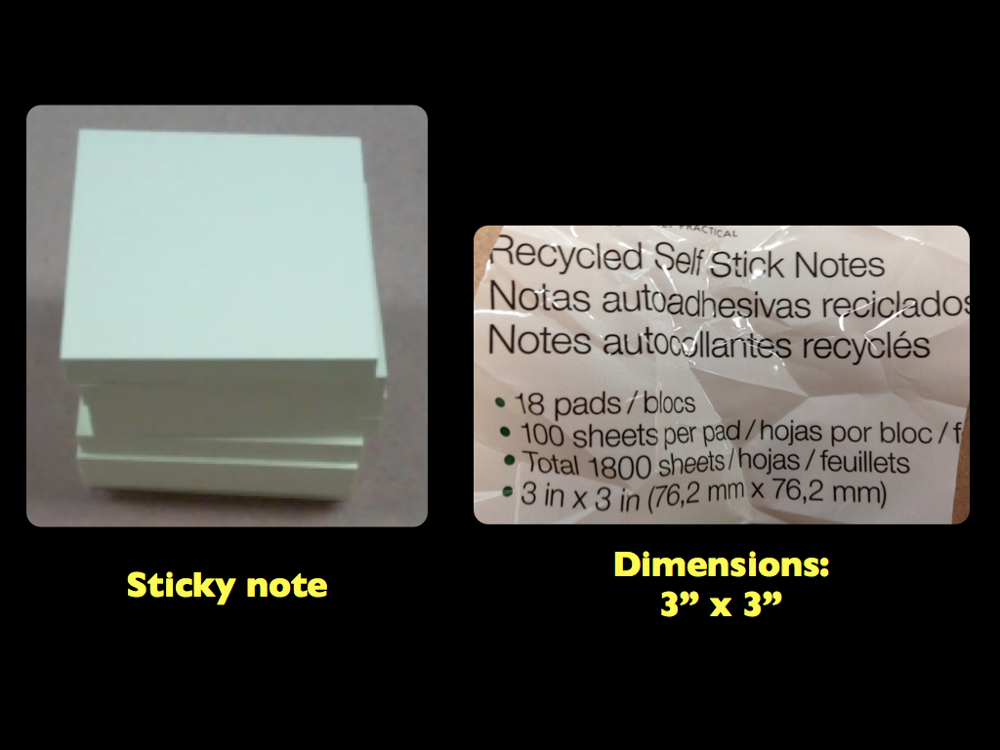 PRACTICAL
Recycled Self Stick Notes
Notas autoadhesivas reciclados
Notes autocollantes recyclés
• 18 pads / blocs
• 100 sheets per pad / hojas por bloc / f
• Total 1800 sheets / hojas / feuillets
• 3 in x 3 in (76,2 mm x 76,2 mm)
Sticky note
Dimensions:
3” x 3”